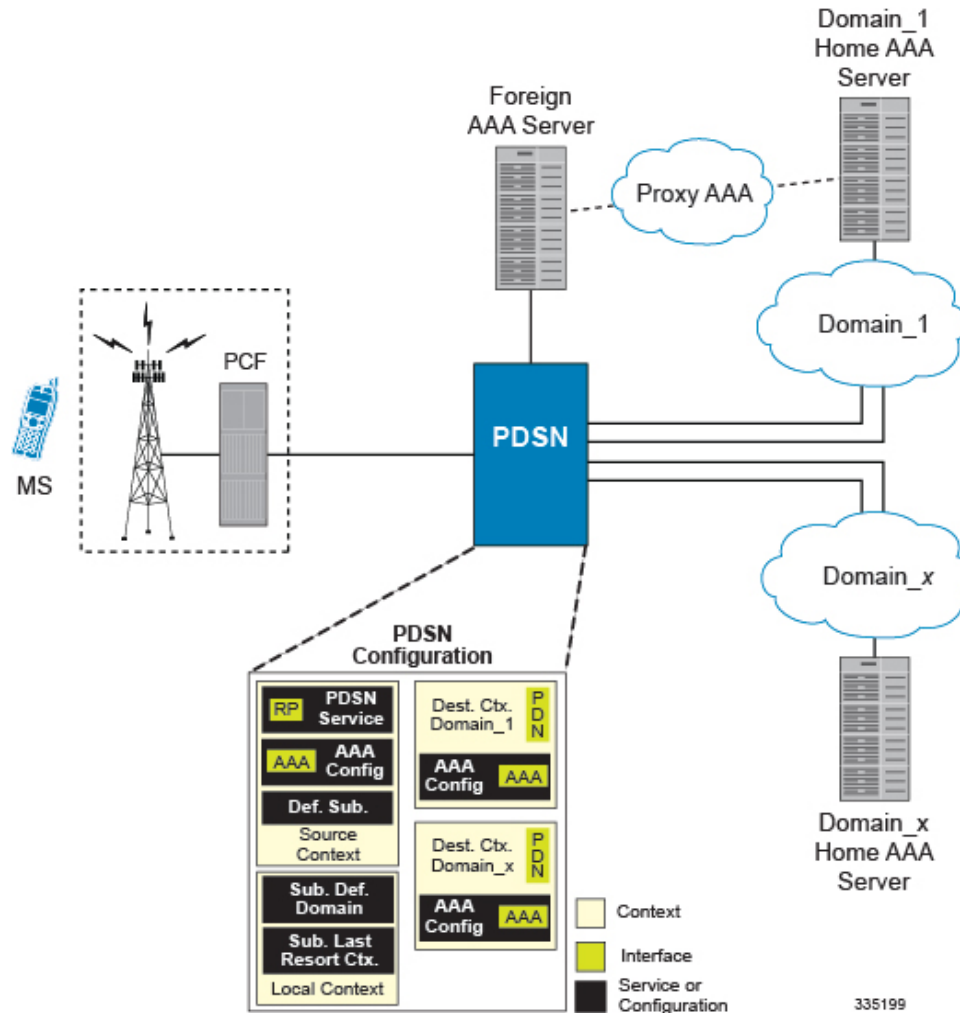 Domain_1
Home AAA
Server
Foreign
AAA Server
Proxy AAA
Domain_1
PCF
PDSN
MS
Domain_x
PDSN
Configuration
RP
PDSN
Service
AAA
AAA
Config
Def. Sub.
Source
Context
Sub. Def.
Domain
Sub. Last
Resort Ctx.
Local Context
Dest. Ctx.
Domain_1
PDN
AAA
Config
AAA
Dest. Ctx.
Domain_x
PDN
AAA
Config
AAA
Domain_x
Home AAA
Server
Context
Interface
Service or
Configuration
335199